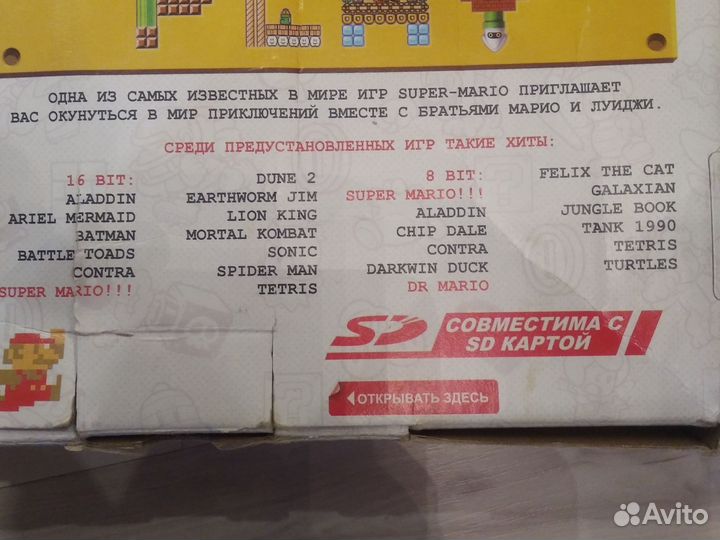 ОДНА ИЗ САМЫХ ИЗВЕСТНЫХ В МИРЕ ИГР SUPER-MARIO ПРИГЛАШАЕТ
ВАС ОКУНУТЬСЯ В МИР ПРИКЛЮЧЕНИЙ ВМЕСТЕ С БРАТЬЯМИ МАРИО И ЛУИДЖИ.
СРЕДИ ПРЕДУСТАНОВЛЕННЫХ ИГР ТАКИЕ ХИТЫ:
16 BIT:
ALADDIN
ARIEL MERMAID
BATMAN
BATTLE TOADS
CONTRA
SUPER MARIO!!!
DUNE 2
EARTHWORM JIM
LION KING
MORTAL KOMBAT
SONIC
SPIDER MAN
TETRIS
8 BIT:
SUPER MARIO!!!
ALADDIN
CHIP DALE
CONTRA
DARKWIN DUCK
DR MARIO
FELIX THE CAT
GALAXIAN
JUNGLE BOOK
TANK 1990
TETRIS
TURTLES
SD СОВМЕСТИМА С
SD КАРТОЙ
ОТКРЫВАТЬ ЗДЕСЬ
Avito